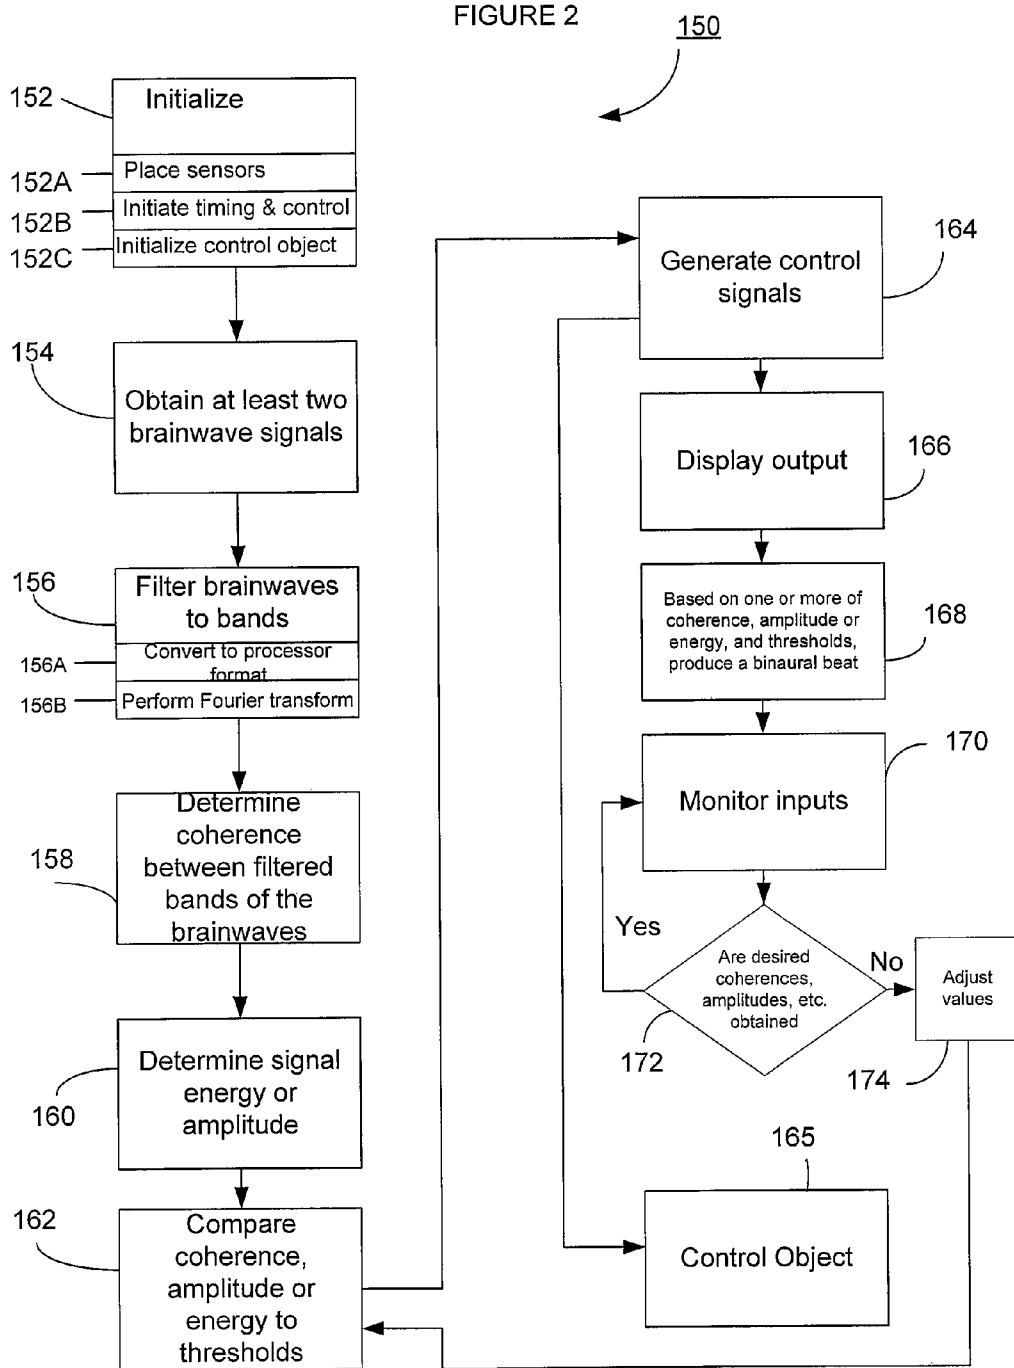 FIGURE 2
150
152
Initialize
152A
Place sensors
152B
Initiate timing & control
152C
Initialize control object
154
Obtain at least two
brainwave signals
156
Filter brainwaves
to bands
156A
Convert to processor
format
156B
Perform Fourier transform
158
Determine
coherence
between filtered
bands of the
brainwaves
160
Determine signal
energy or
amplitude
162
Compare
coherence,
amplitude or
energy to
thresholds
164
Generate control
signals
166
Display output
168
Based on one or more of
coherence, amplitude or
energy, and thresholds,
produce a binaural beat
170
Monitor inputs
Yes
Are desired
coherences,
amplitudes, etc.
obtained
No
172
Adjust
values
174
165
Control Object